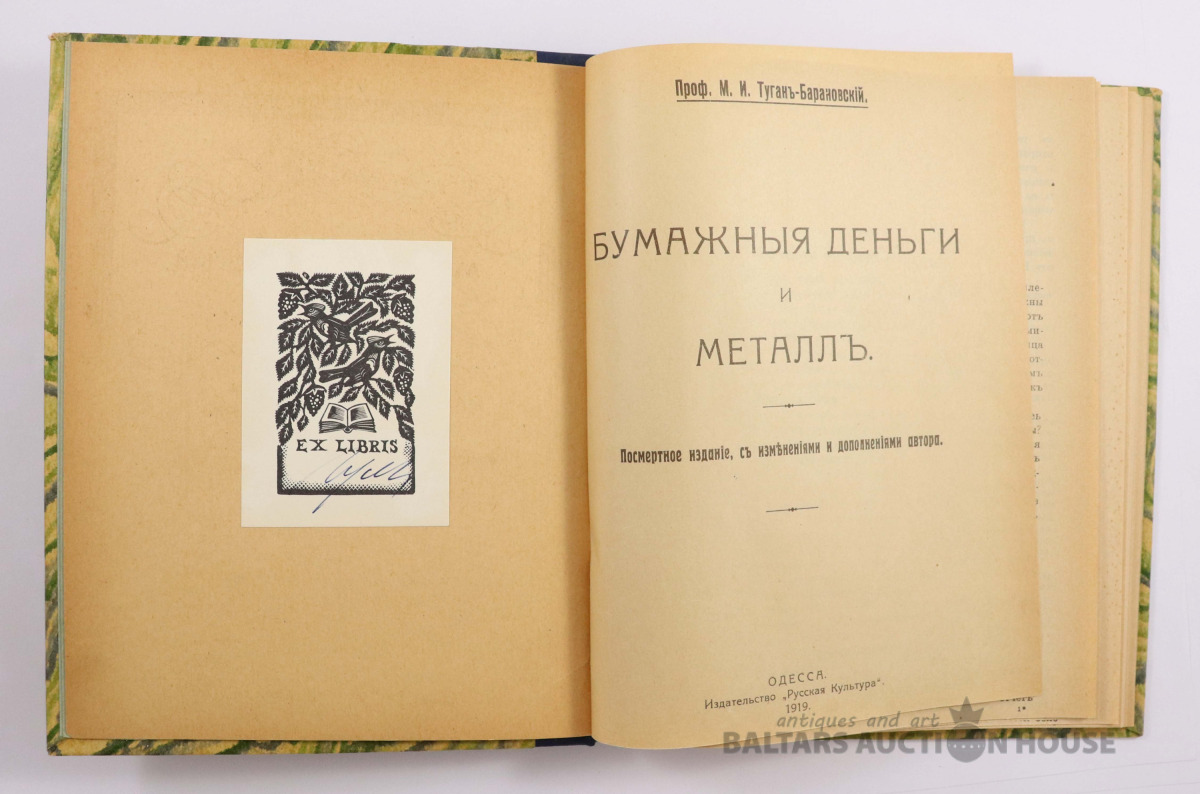 EX LIBRIS
Проф. М. И. Туганъ-Барановскій.
БУМАЖНЫЯ ДЕНЬГИ
И
МЕТАЛЛЪ.
Посмертное изданіе, съ измѣненіями и дополненіями автора.
ОДЕССА.
Издательство „Русская Культура".
1919.
antiques and art
BALTARS AUCTION HOUSE